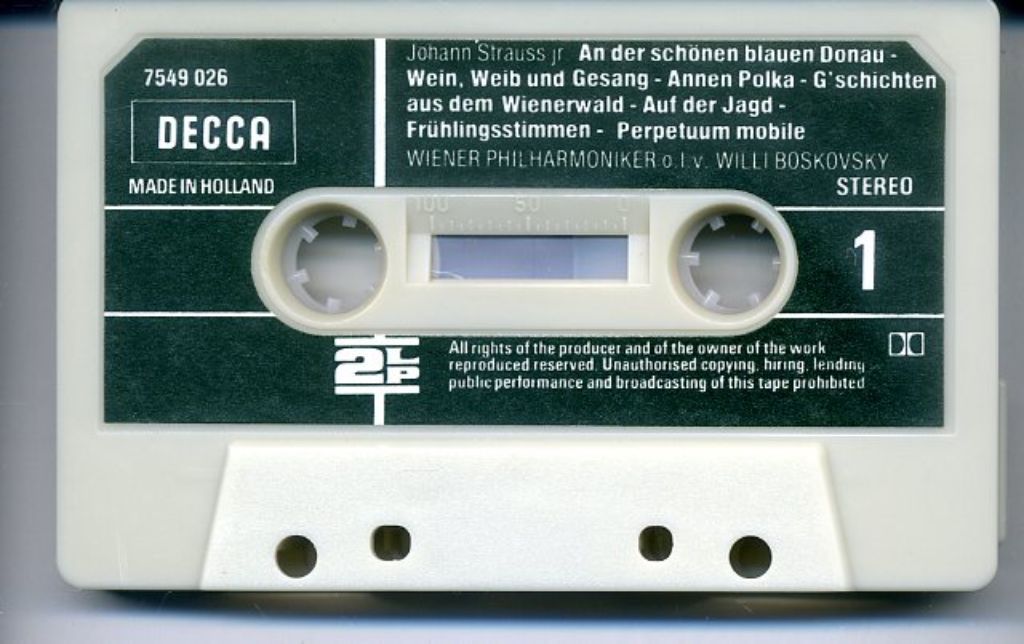 7549 026
DECCA
MADE IN HOLLAND
Johann Strauss jr An der schönen blauen Donau -
Wein, Weib und Gesang - Annen Polka - G'schichten
aus dem Wienerwald - Auf der Jagd -
Frühlingsstimmen - Perpetuum mobile
WIENER PHILHARMONIKER o.l.v. WILLI BOSKOVSKY
STEREO
100 50 0
1
2LP
All rights of the producer and of the owner of the work
reproduced reserved. Unauthorised copying, hiring, lending
public performance and broadcasting of this tape prohibited